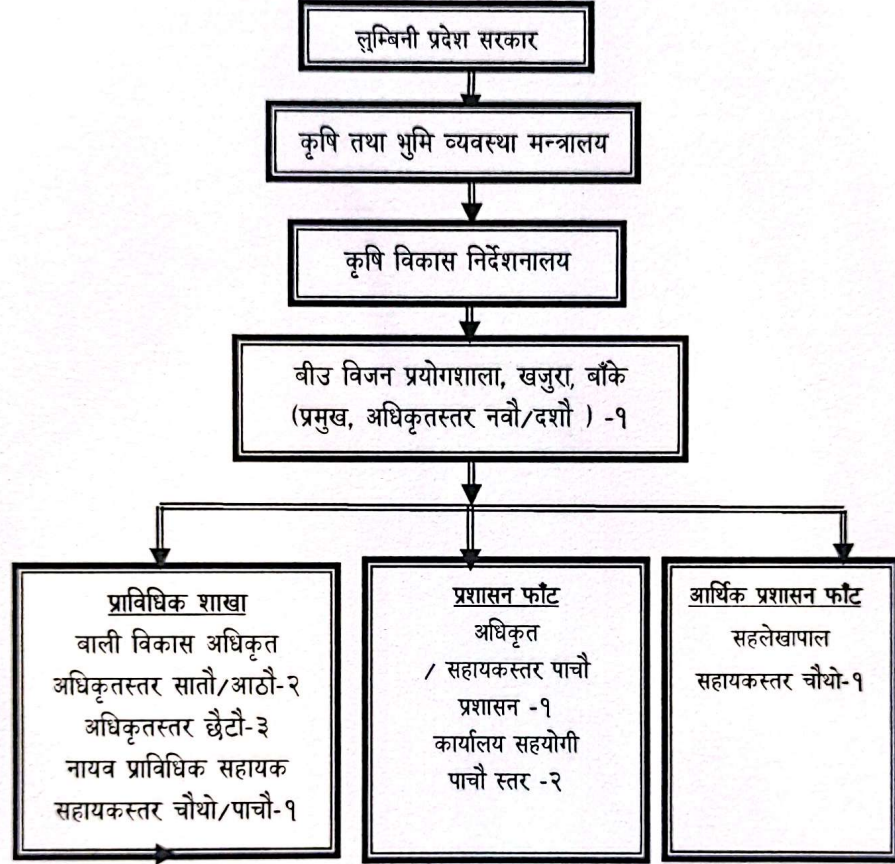 लुम्बिनी प्रदेश सरकार
कृषि तथा भुमि व्यवस्था मन्त्रालय
कृषि विकास निर्देशनालय
बीउ विजन प्रयोगशाला, खजुरा, बाँके
(प्रमुख, अधिकृतस्तर नवौ/दशौ ) -१
प्राविधिक शाखा
बाली विकास अधिकृत
अधिकृतस्तर सातौ/आठौ-२
अधिकृतस्तर छैटौ-३
नायव प्राविधिक सहायक
सहायकस्तर चौथो/पाचौ-१
प्रशासन फाँट
अधिकृत
/ सहायकस्तर पाचौ
प्रशासन -१
कार्यालय सहयोगी
पाचौ स्तर -२
आर्थिक प्रशासन फाँट
सहलेखापाल
सहायकस्तर चौथो-१